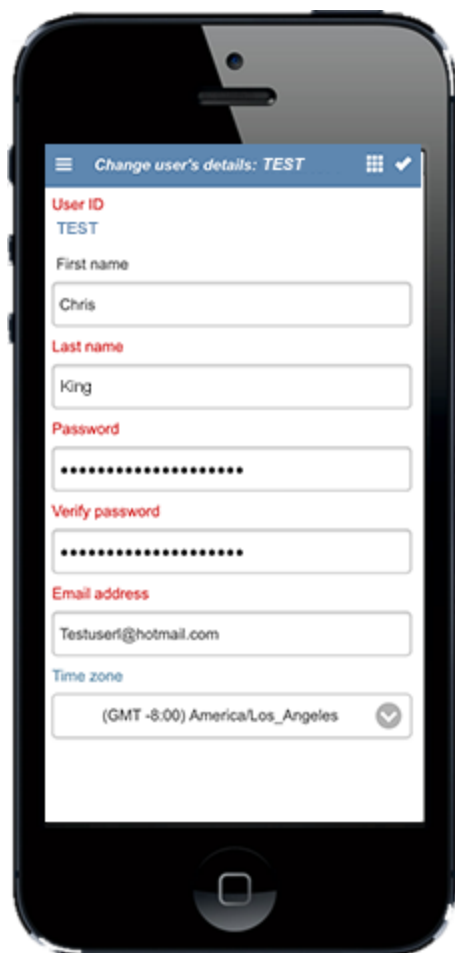 Change user's details: TEST
User ID
TEST
First name
Chris
Last name
King
Password
••••••••••••••••••••
Verify password
••••••••••••••••••••
Email address
Testuserl@hotmail.com
Time zone
(GMT -8:00) America/Los_Angeles